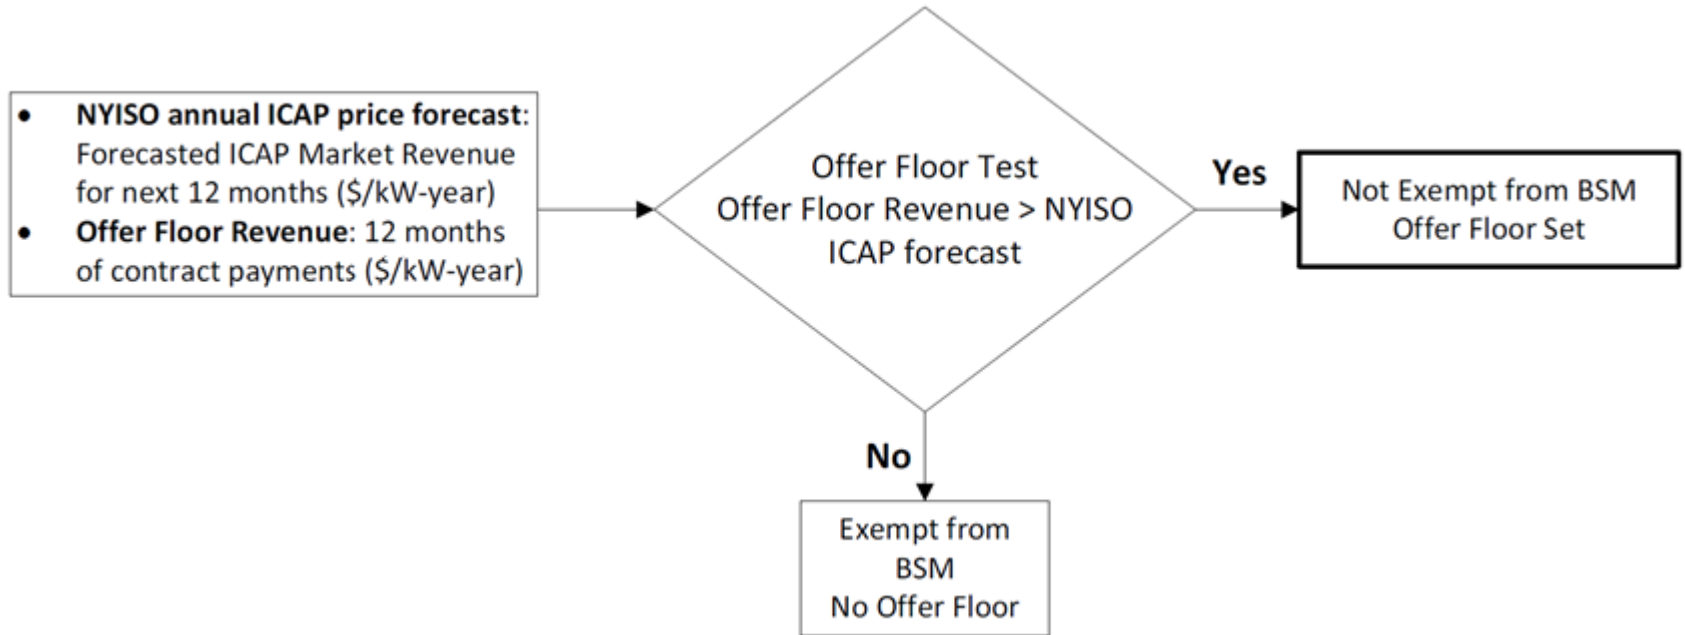 • NYISO annual ICAP price forecast:
Forecasted ICAP Market Revenue
for next 12 months ($/kW-year)
• Offer Floor Revenue: 12 months
of contract payments ($/kW-year)
Offer Floor Test
Offer Floor Revenue > NYISO
ICAP forecast
Yes
Not Exempt from BSM
Offer Floor Set
No
Exempt from
BSM
No Offer Floor